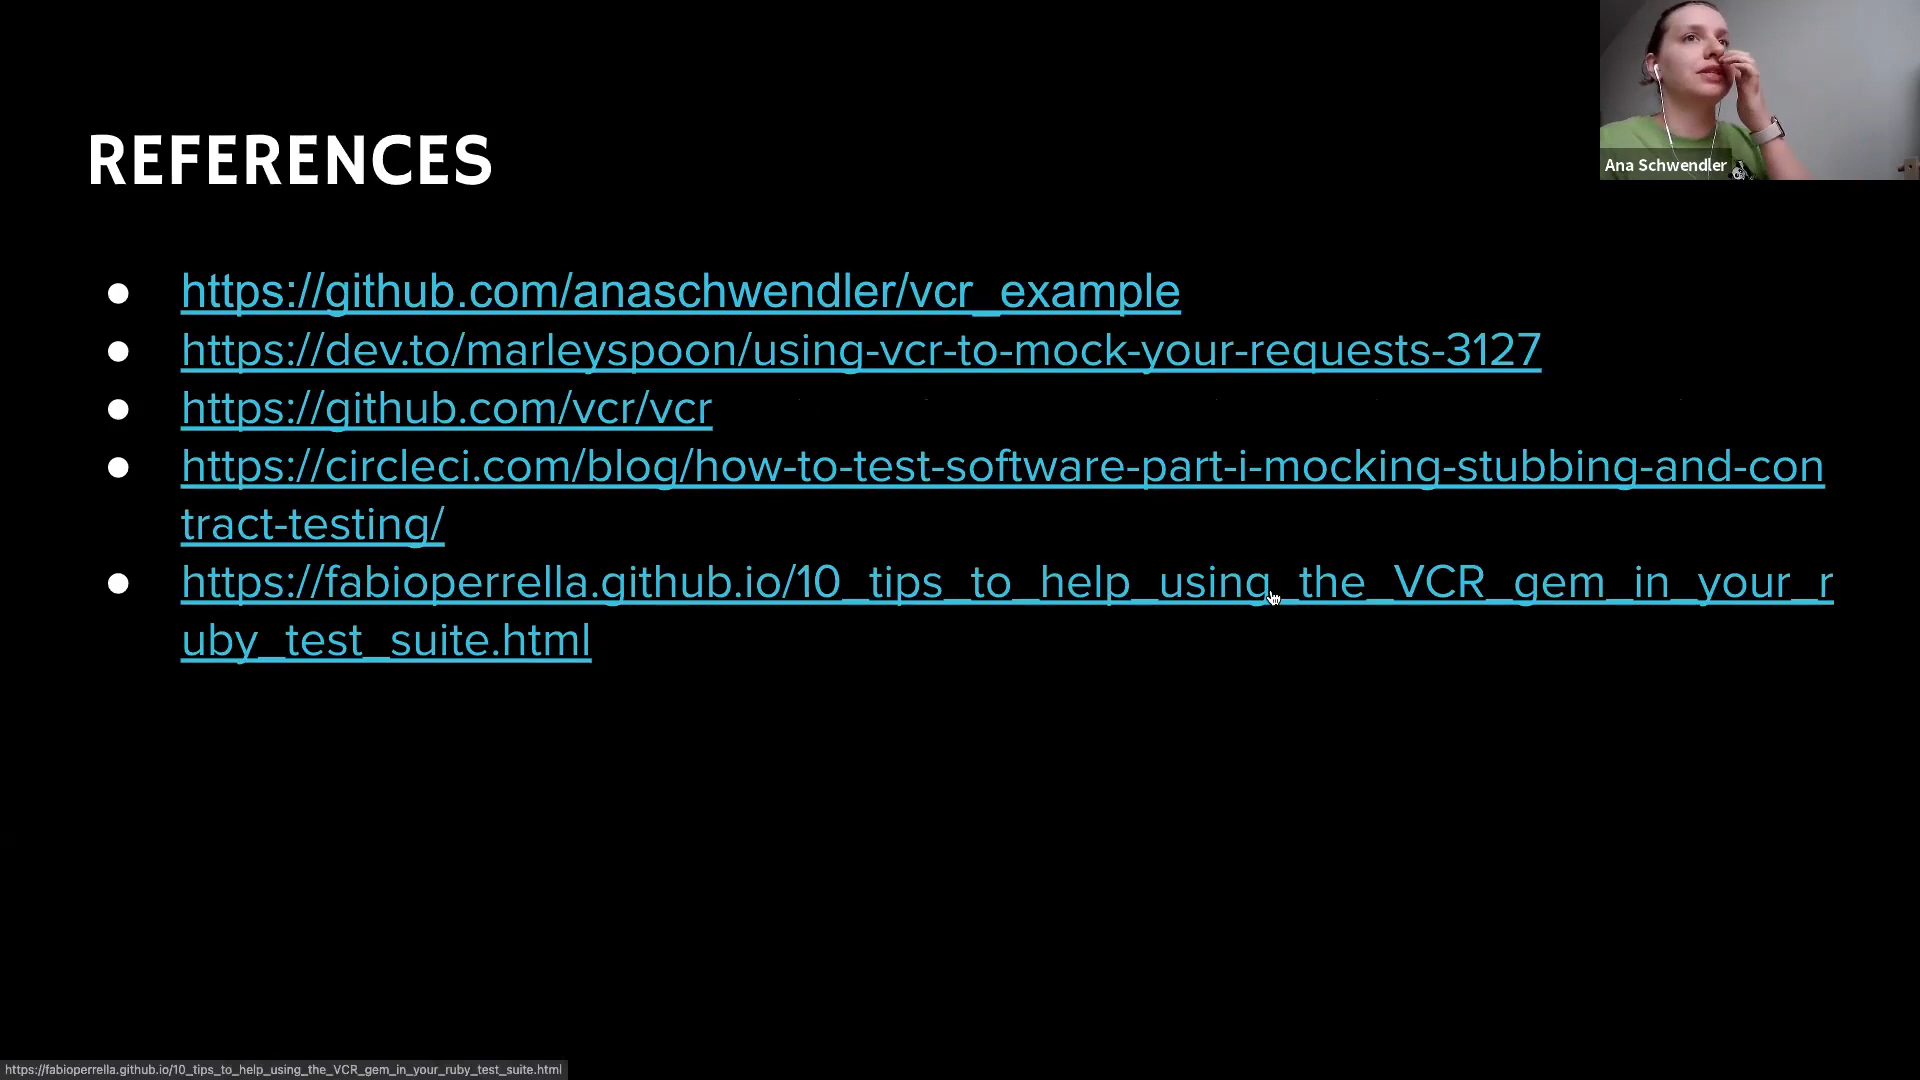 REFERENCES
Ana Schwendler
● https://github.com/anaschwendler/vcr_example
● https://dev.to/marleyspoon/using-vcr-to-mock-your-requests-3127
● https://github.com/vcr/vcr
● https://circleci.com/blog/how-to-test-software-part-i-mocking-stubbing-and-con
tract-testing/
● https://fabioperrella.github.io/10_tips_to_help_using_the_VCR_gem_in_your_r
uby_test_suite.html
https://fabioperrella.github.io/10_tips_to_help_using_the_VCR_gem_in_your_ruby_test_suite.html